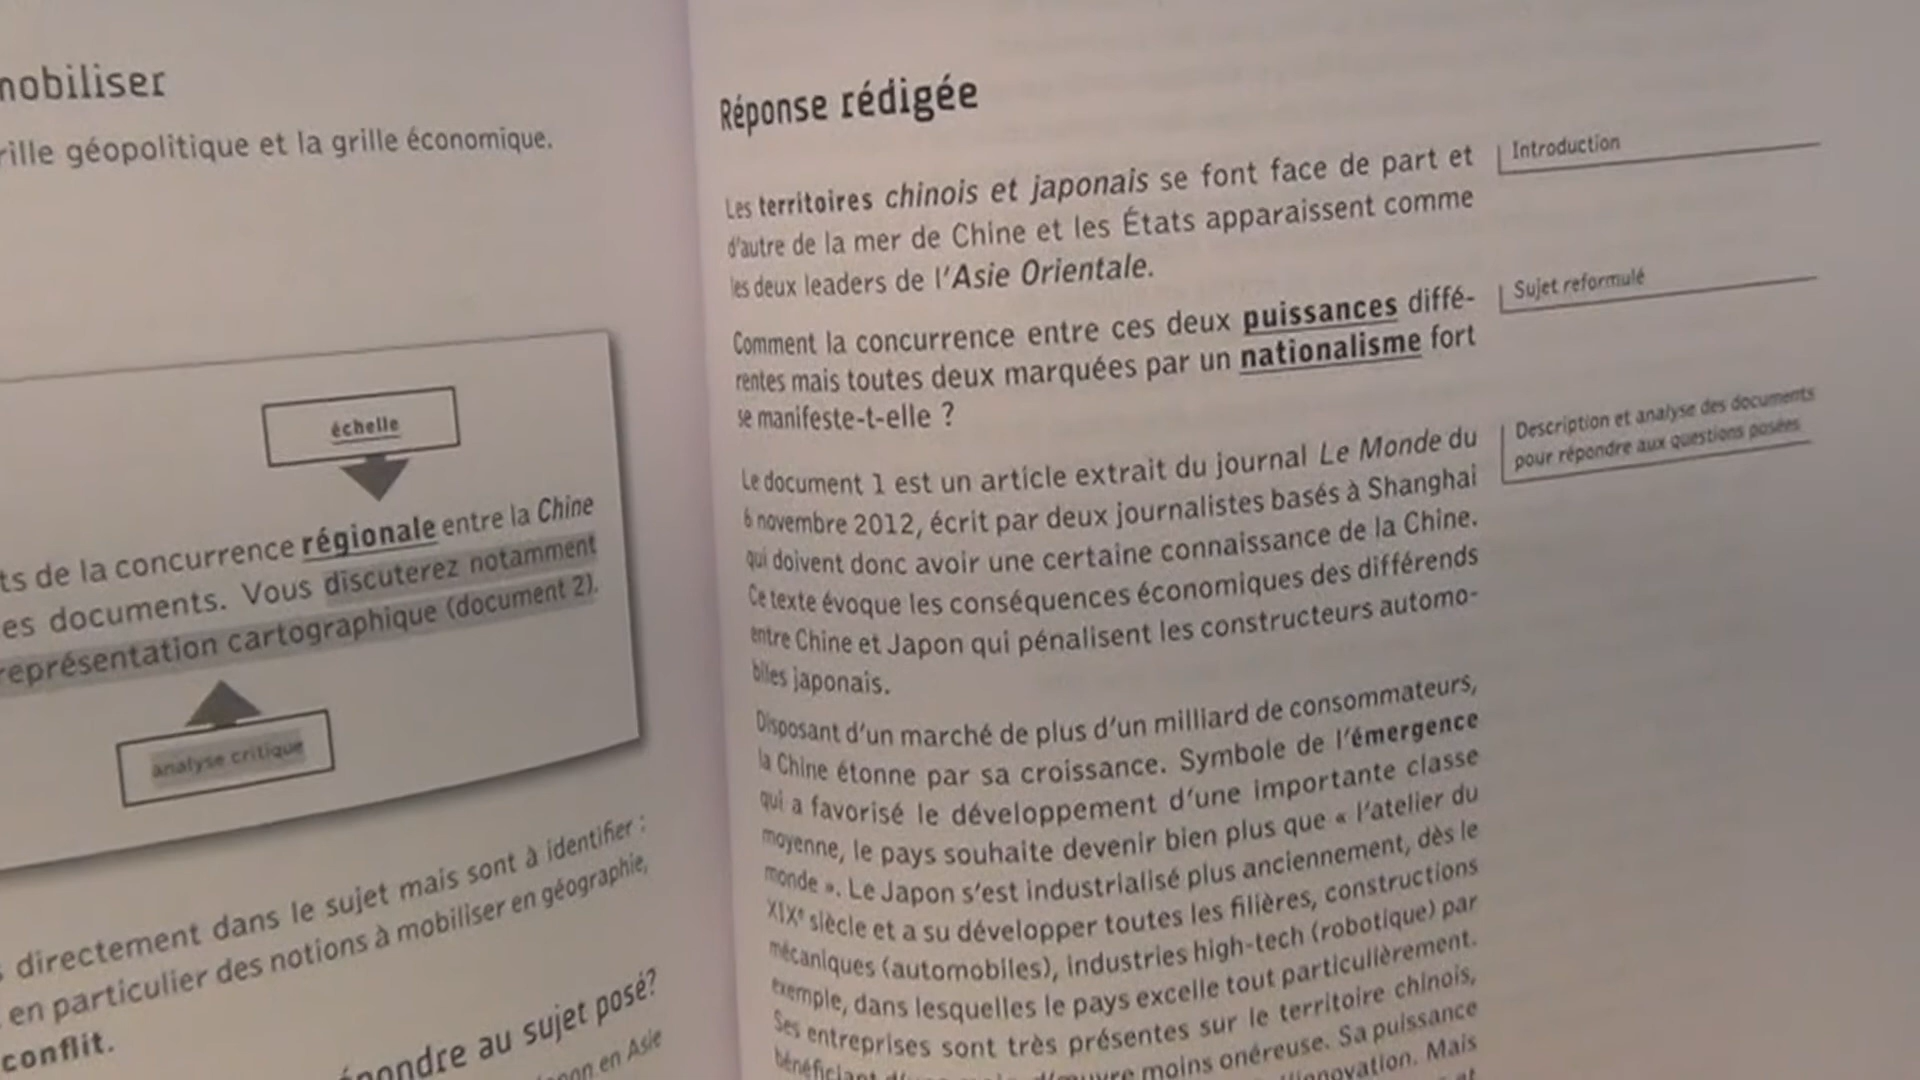 mobiliser
rille géopolitique et la grille économique.
échelle
ts de la concurrence régionale entre la Chine
es documents. Vous discuterez notamment
représentation cartographique (document 2).
analyse critique
directement dans le sujet mais sont à identifier :
en particulier des notions à mobiliser en géographie,
conflit.
épondre au sujet posé?
en Asie
Réponse rédigée
Les territoires chinois et japonais se font face de part et
d'autre de la mer de Chine et les États apparaissent comme
les deux leaders de l'Asie Orientale.
Comment la concurrence entre ces deux puissances diffé-
rentes mais toutes deux marquées par un nationalisme fort
se manifeste-t-elle ?
Le document 1 est un article extrait du journal Le Monde du
6 novembre 2012, écrit par deux journalistes basés à Shanghai
qui doivent donc avoir une certaine connaissance de la Chine.
Ce texte évoque les conséquences économiques des différends
entre Chine et Japon qui pénalisent les constructeurs automo-
biles japonais.
Disposant d'un marché de plus d'un milliard de consommateurs,
la Chine étonne par sa croissance. Symbole de l'émergence
qui a favorisé le développement d'une importante classe
moyenne, le pays souhaite devenir bien plus que « l'atelier du
monde ». Le Japon s'est industrialisé plus anciennement, dès le
XIXe siècle et a su développer toutes les filières, constructions
mécaniques (automobiles), industries high-tech (robotique) par
exemple, dans lesquelles le pays excelle tout particulièrement.
Ses entreprises sont très présentes sur le territoire chinois,
moins onéreuse. Sa puissance
Mais
Introduction
Sujet reformulé
Description et analyse des documents
pour répondre aux questions posées